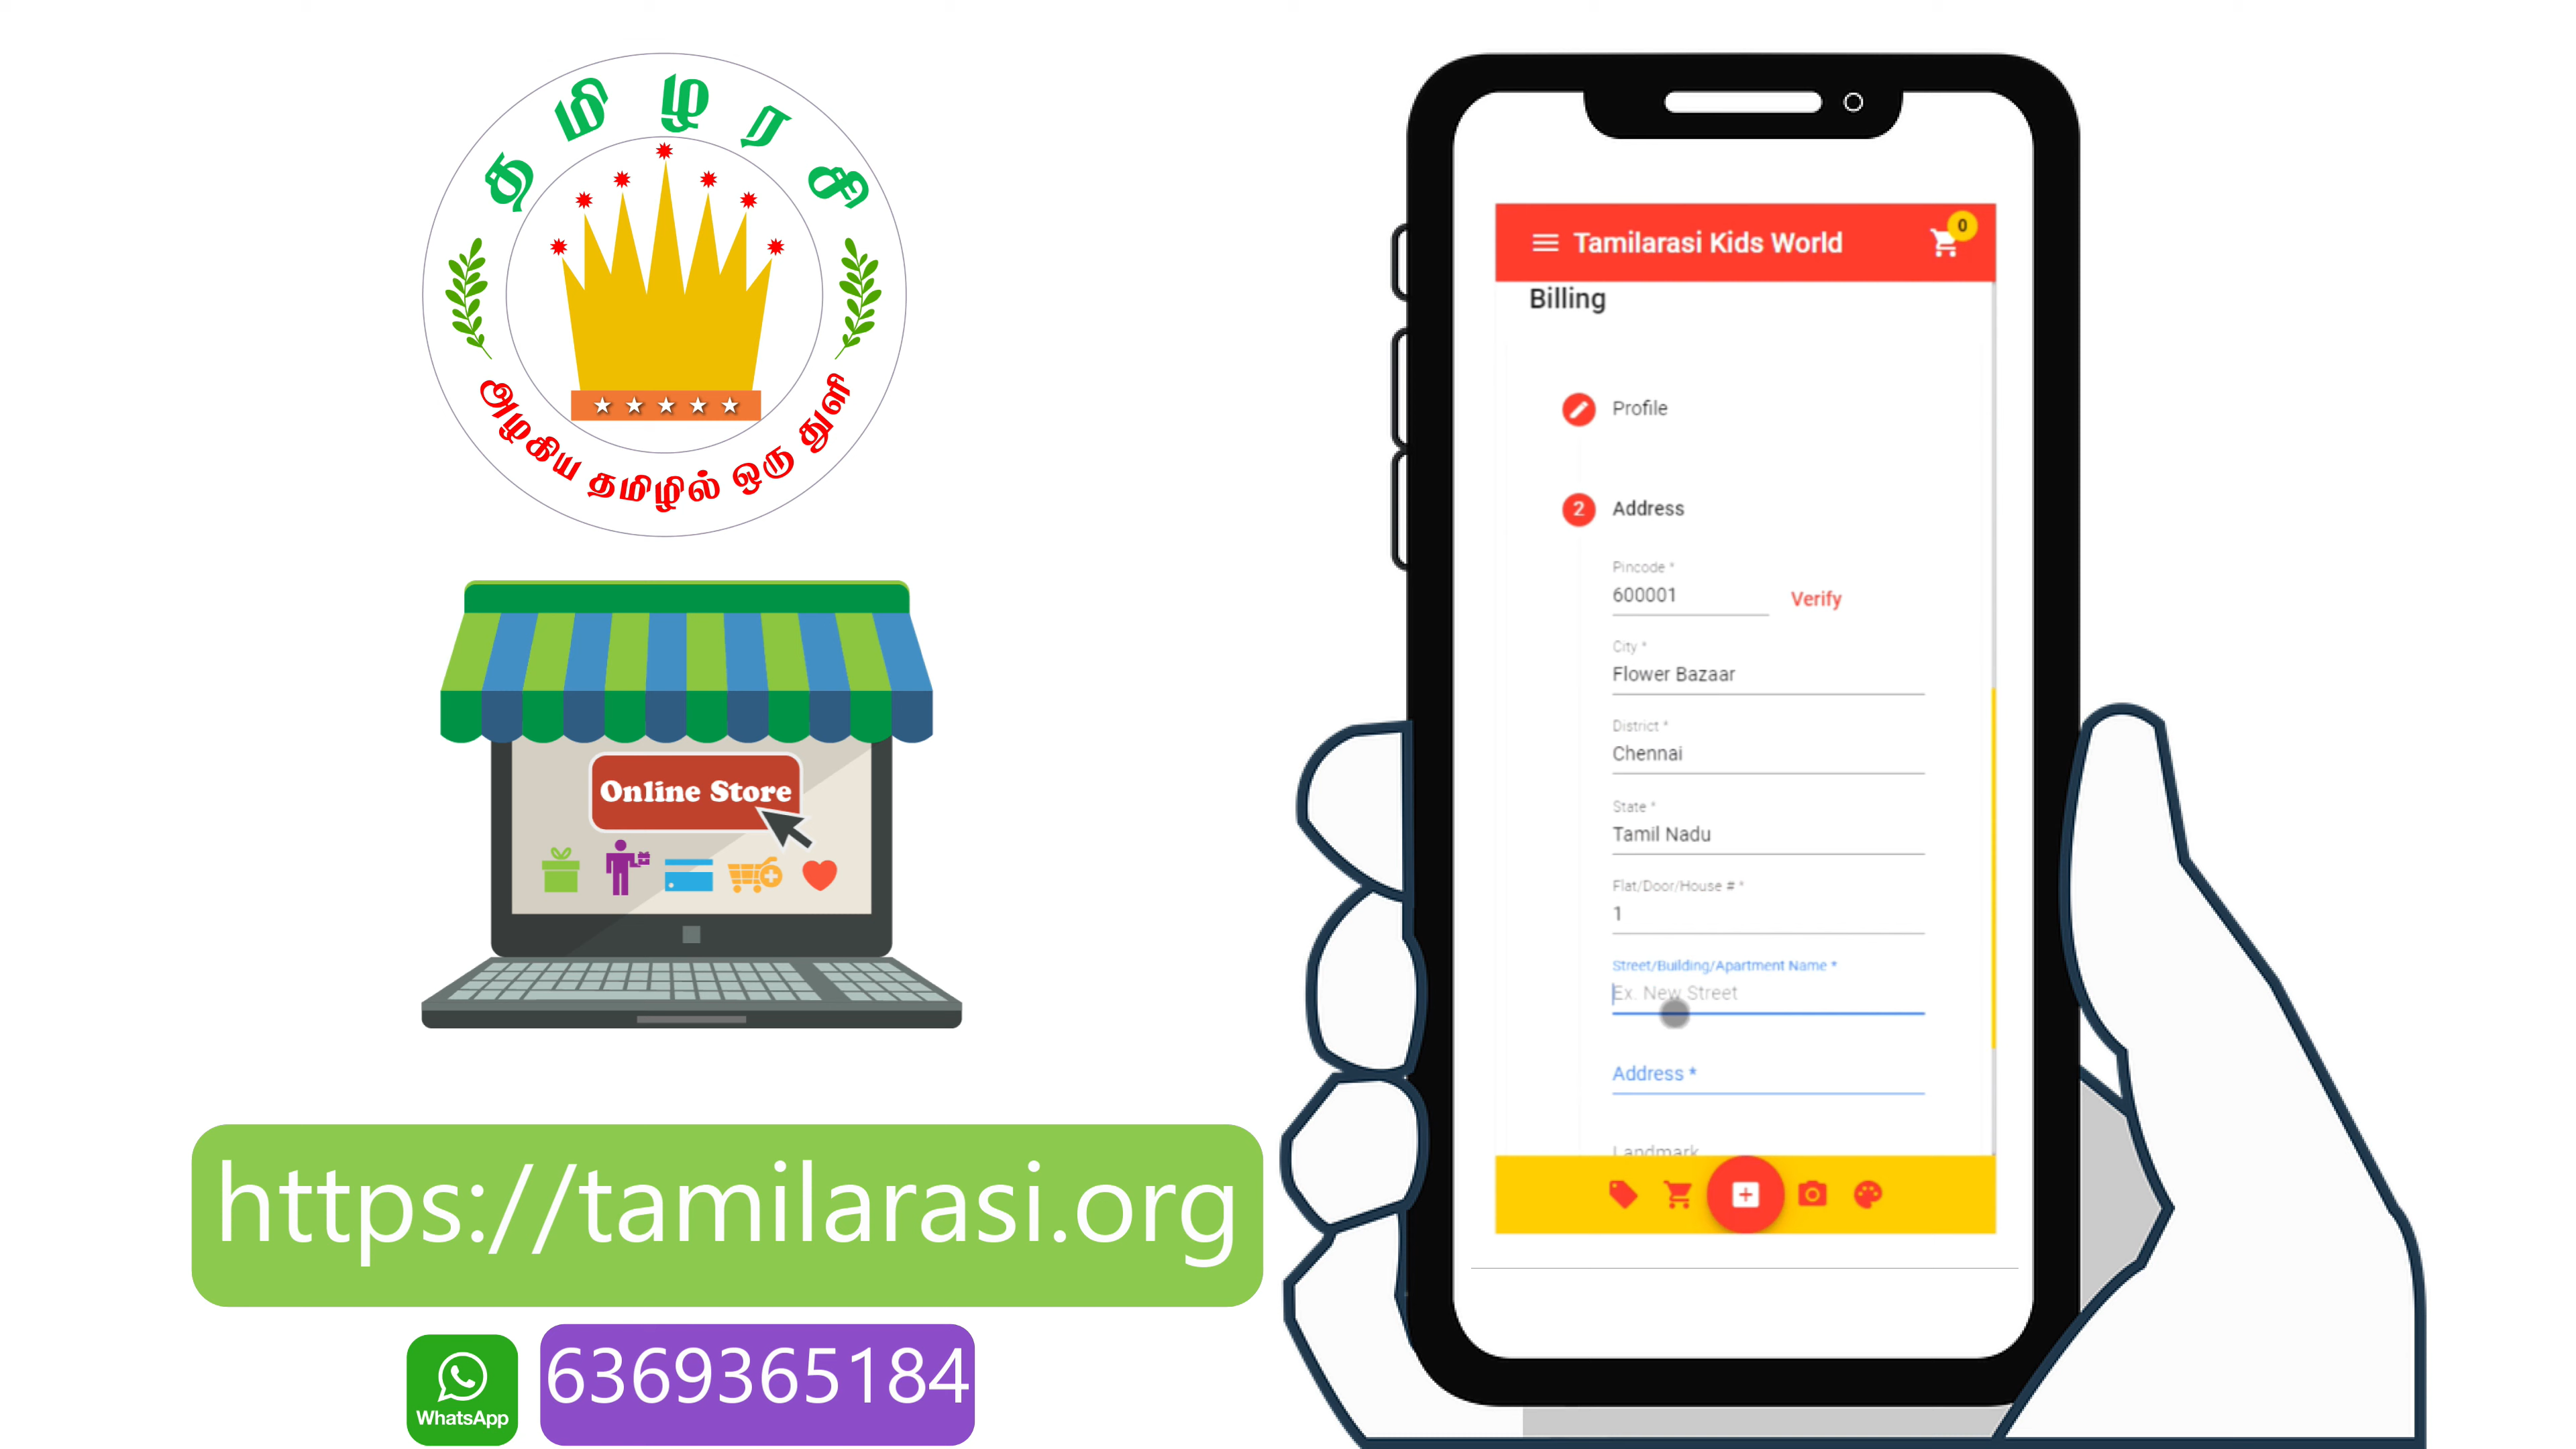 தமிழரசி
அழகிய தமிழில் ஒரு துளி
Online Store
https://tamilarasi.org
WhatsApp
6369365184
Tamilarasi Kids World
0
Billing
Profile
2 Address
Pincode *
600001
Verify
City *
Flower Bazaar
District *
Chennai
State *
Tamil Nadu
Flat/Door/House # *
1
Street/Building/Apartment Name *
Ex. New Street
Address *
Landmark